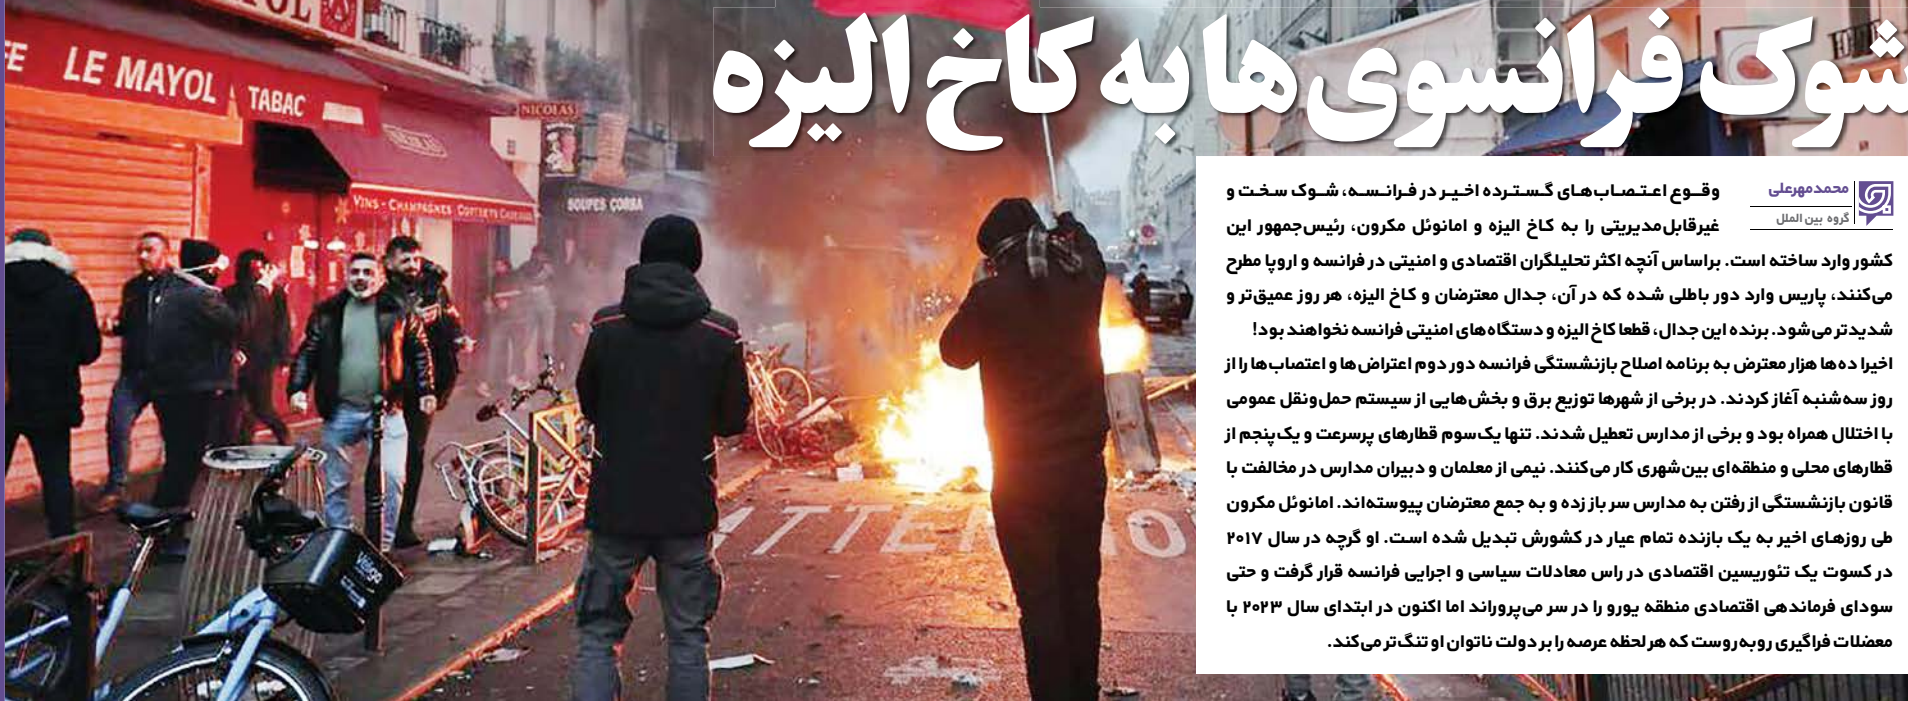 شوک فرانسوی ها به کاخ الیزه
محمدمهرعلی
گروه بین الملل
وقوع اعتصاب‌های گسترده اخیر در فرانسه، شوک سخت و
غیرقابل‌مدیریتی را به کاخ الیزه و امانوئل مکرون، رئیس‌جمهور این
کشور وارد ساخته است. براساس آنچه اکثر تحلیلگران اقتصادی و امنیتی در فرانسه و اروپا مطرح
می‌کنند، پاریس وارد دور باطلی شده که در آن، جدال معترضان و کاخ الیزه، هر روز عمیق‌تر و
شدیدتر می‌شود. برنده این جدال، قطعا کاخ الیزه و دستگاه‌های امنیتی فرانسه نخواهند بود!
اخیرا ده‌ها هزار معترض به برنامه اصلاح بازنشستگی فرانسه دور دوم اعتراض‌ها و اعتصاب‌ها را از
روز سه‌شنبه آغاز کردند. در برخی از شهرها توزیع برق و بخش‌هایی از سیستم حمل‌ونقل عمومی
با اختلال همراه بود و برخی از مدارس تعطیل شدند. تنها یک‌سوم قطارهای پرسرعت و یک‌پنجم از
قطارهای محلی و منطقه‌ای بین‌شهری کار می‌کنند. نیمی از معلمان و دبیران مدارس در مخالفت با
قانون بازنشستگی از رفتن به مدارس سر باز زده و به جمع معترضان پیوسته‌اند. امانوئل مکرون
طی روزهای اخیر به یک بازنده تمام عیار در کشورش تبدیل شده است. او گرچه در سال ۲۰۱۷
در کسوت یک تئوریسین اقتصادی در راس معادلات سیاسی و اجرایی فرانسه قرار گرفت و حتی
سودای فرماندهی اقتصادی منطقه یورو را در سر می‌پروراند اما اکنون در ابتدای سال ۲۰۲۳ با
معضلات فراگیری روبه‌روست که هر لحظه عرصه را بر دولت ناتوان او تنگ‌تر می‌کند.
LE MAYOL
TABAC
NICOLAS
NICOLAS
VINS - CHAMPAGNES
SOUPES CORBA
Vélib